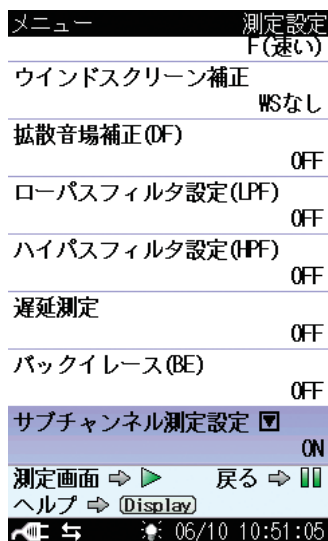 メニュー 測定設定
F(速い)
ウインドスクリーン補正
WSなし
拡散音場補正(DF)
OFF
ローパスフィルタ設定(LPF)
OFF
ハイパスフィルタ設定(HPF)
OFF
遅延測定
OFF
バックイレース(BE)
OFF
サブチャンネル測定設定 ▼
ON
測定画面 ⇨ ▷ 戻る ⇨ ▯▯
ヘルプ ⇨ Display
06/10 10:51:05